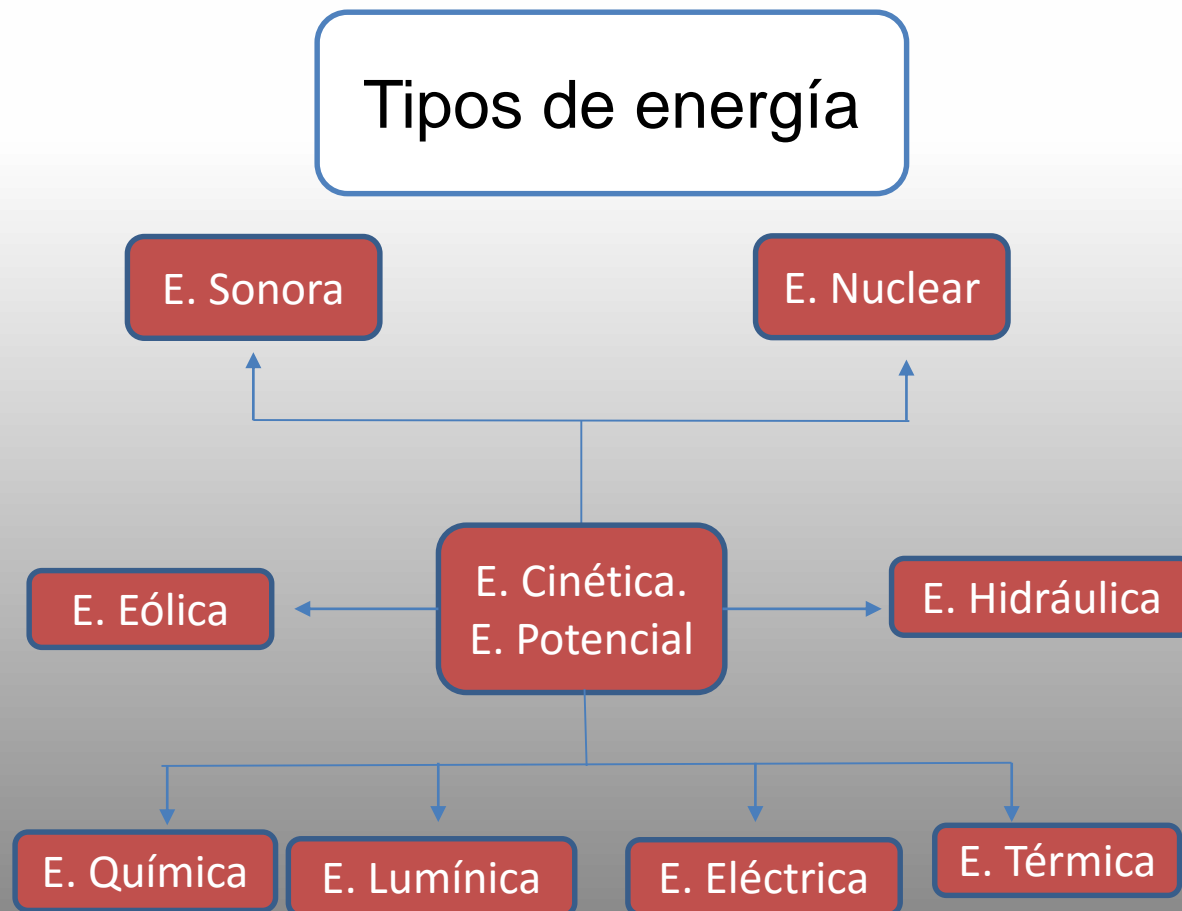 Tipos de energía
E. Sonora
E. Nuclear
E. Cinética.
E. Potencial
E. Eólica
E. Hidráulica
E. Química
E. Lumínica
E. Eléctrica
E. Térmica